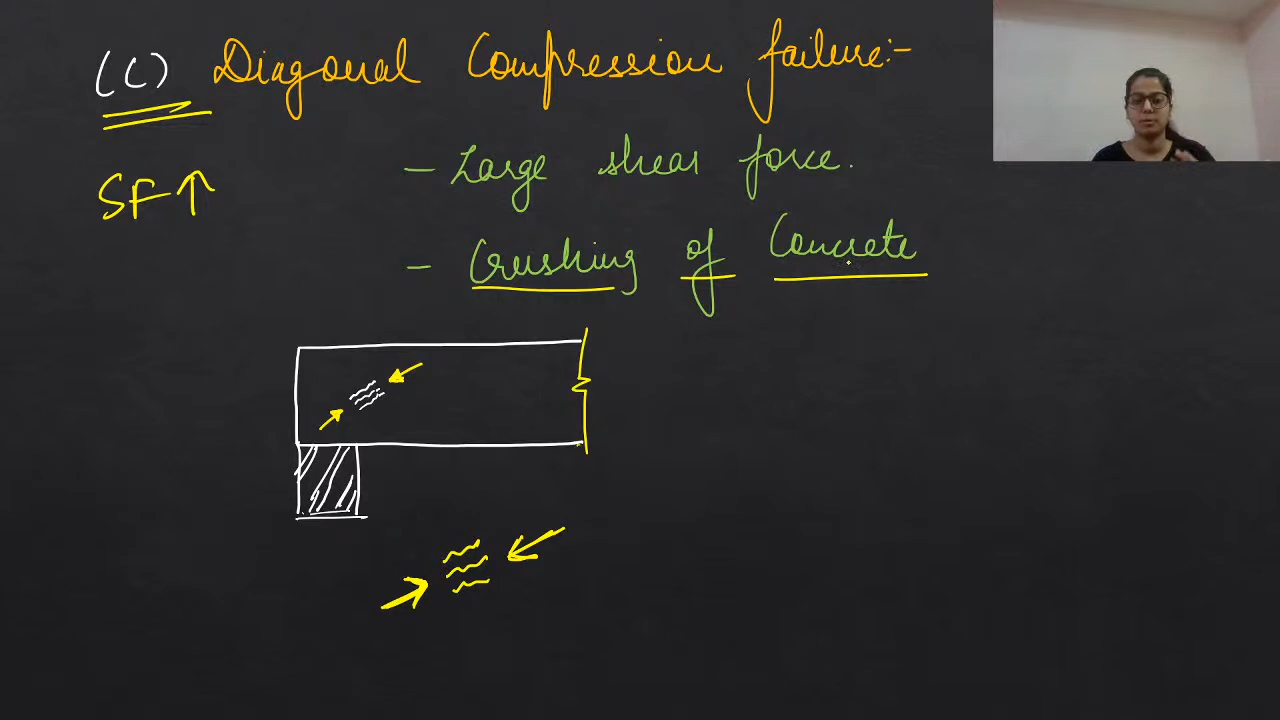 (C) Diagonal Compression failure:-
SF↑
- Large shear force.
- Crushing of Concrete